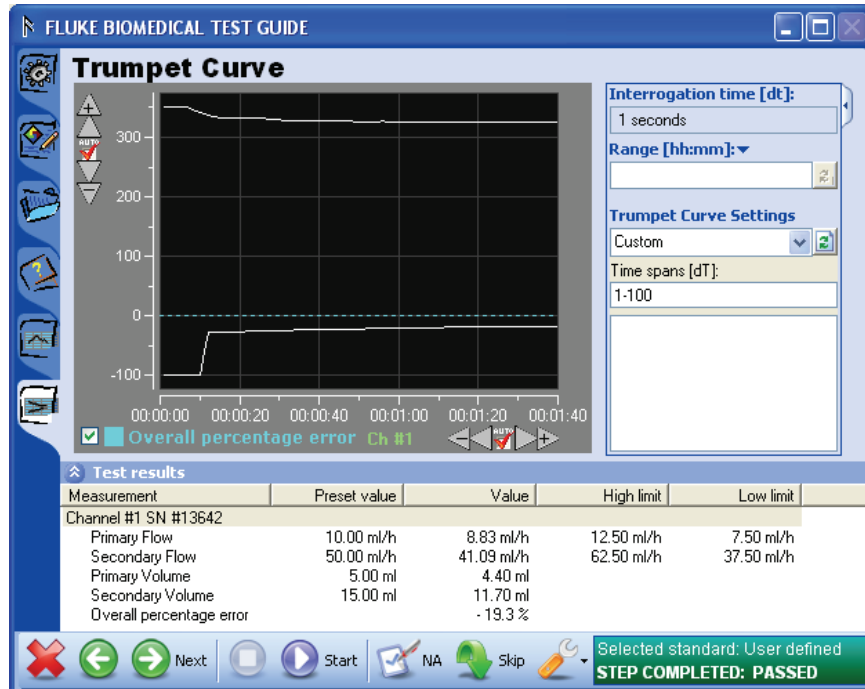 FLUKE BIOMEDICAL TEST GUIDE
Trumpet Curve
AUTO
300
200
100
0
-100
00:00:00 00:00:20 00:00:40 00:01:00 00:01:20 00:01:40
Overall percentage error Ch #1
AUTO
Interrogation time [dt]:
1 seconds
Range [hh:mm]:
Trumpet Curve Settings
Custom
Time spans [dT]:
1-100
Test results
Measurement Preset value Value High limit Low limit
Channel #1 SN #13642
Primary Flow 10.00 ml/h 8.83 ml/h 12.50 ml/h 7.50 ml/h
Secondary Flow 50.00 ml/h 41.09 ml/h 62.50 ml/h 37.50 ml/h
Primary Volume 5.00 ml 4.40 ml
Secondary Volume 15.00 ml 11.70 ml
Overall percentage error - 19.3 %
Next Start NA Skip
Selected standard: User defined
STEP COMPLETED: PASSED